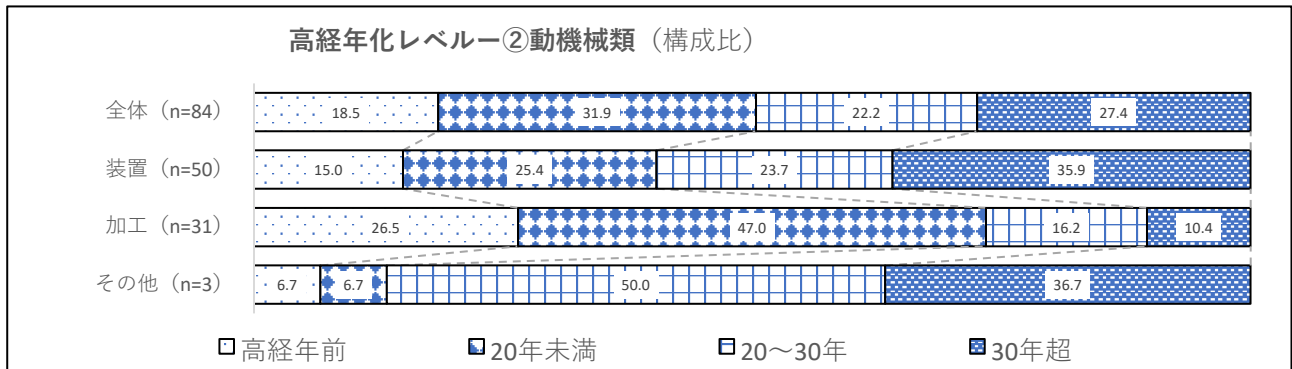 高経年化レベルー②動機械類（構成比）
全体（n=84） 18.5 31.9 22.2 27.4
装置（n=50） 15.0 25.4 23.7 35.9
加工（n=31） 26.5 47.0 16.2 10.4
その他（n=3） 6.7 6.7 50.0 36.7
高経年前 20年未満 20～30年 30年超